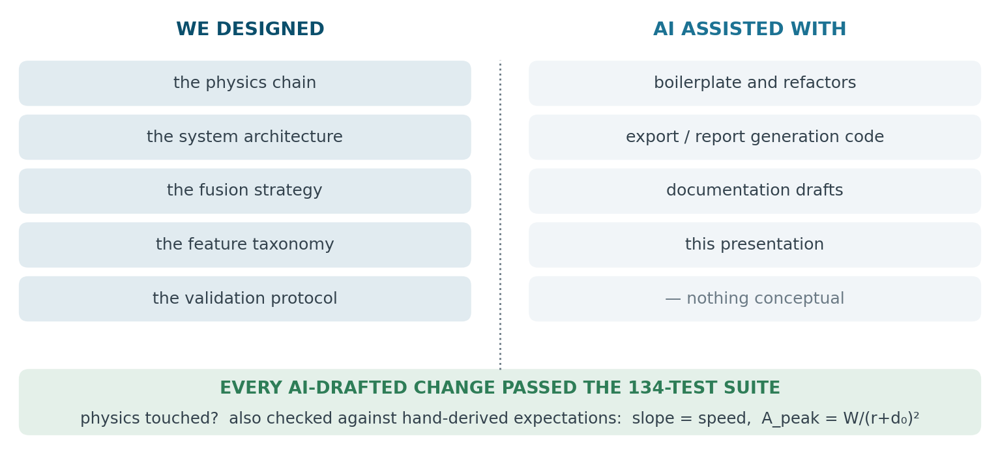 WE DESIGNED
the physics chain
the system architecture
the fusion strategy
the feature taxonomy
the validation protocol
AI ASSISTED WITH
boilerplate and refactors
export / report generation code
documentation drafts
this presentation
— nothing conceptual
EVERY AI-DRAFTED CHANGE PASSED THE 134-TEST SUITE
physics touched?  also checked against hand-derived expectations:  slope = speed,  A_peak = W/(r+d₀)²